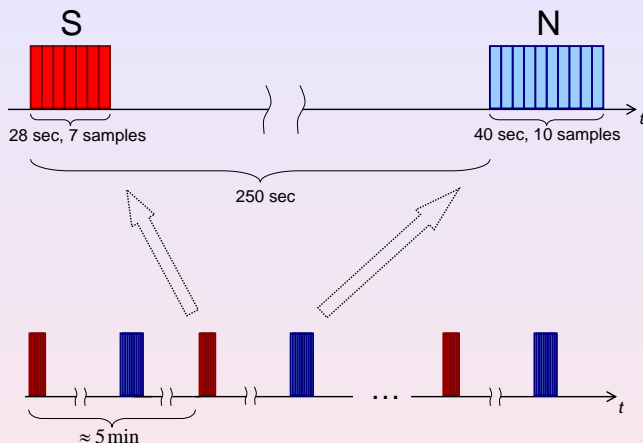 S
N
t
28 sec, 7 samples
40 sec, 10 samples
250 sec
...
t
≈ 5 min